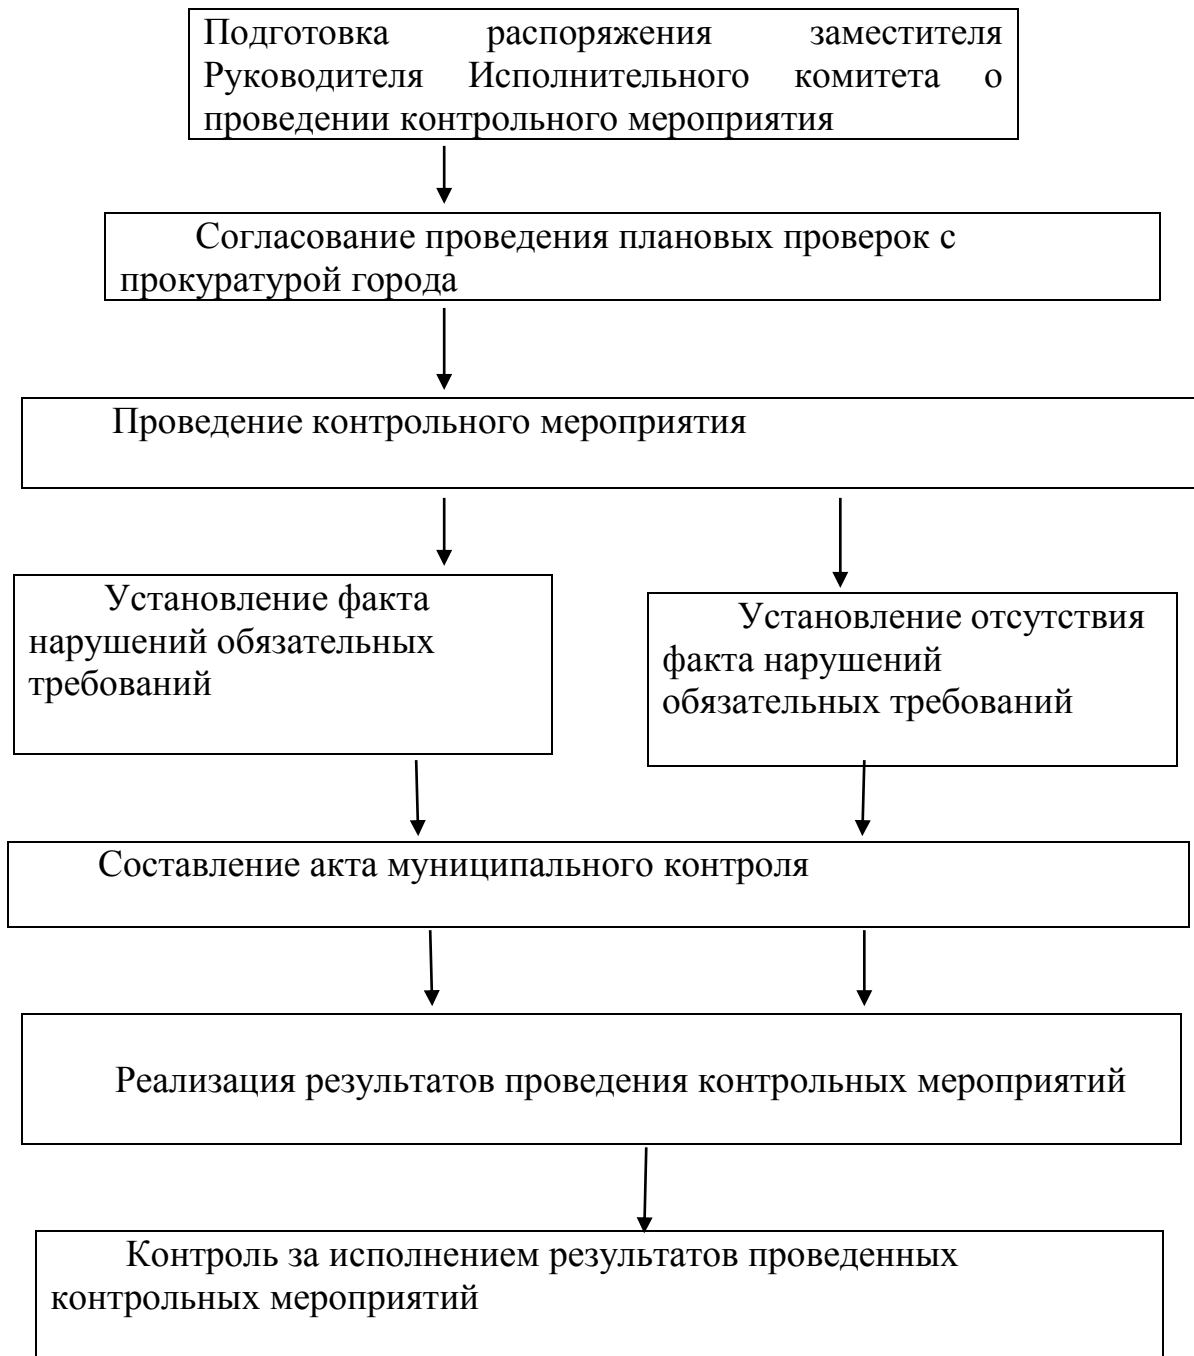 Подготовка распоряжения заместителя
Руководителя Исполнительного комитета о
проведении контрольного мероприятия
Согласование проведения плановых проверок с
прокуратурой города
Проведение контрольного мероприятия
Установление факта
нарушений обязательных
требований
Установление отсутствия
факта нарушений
обязательных требований
Составление акта муниципального контроля
Реализация результатов проведения контрольных мероприятий
Контроль за исполнением результатов проведенных
контрольных мероприятий